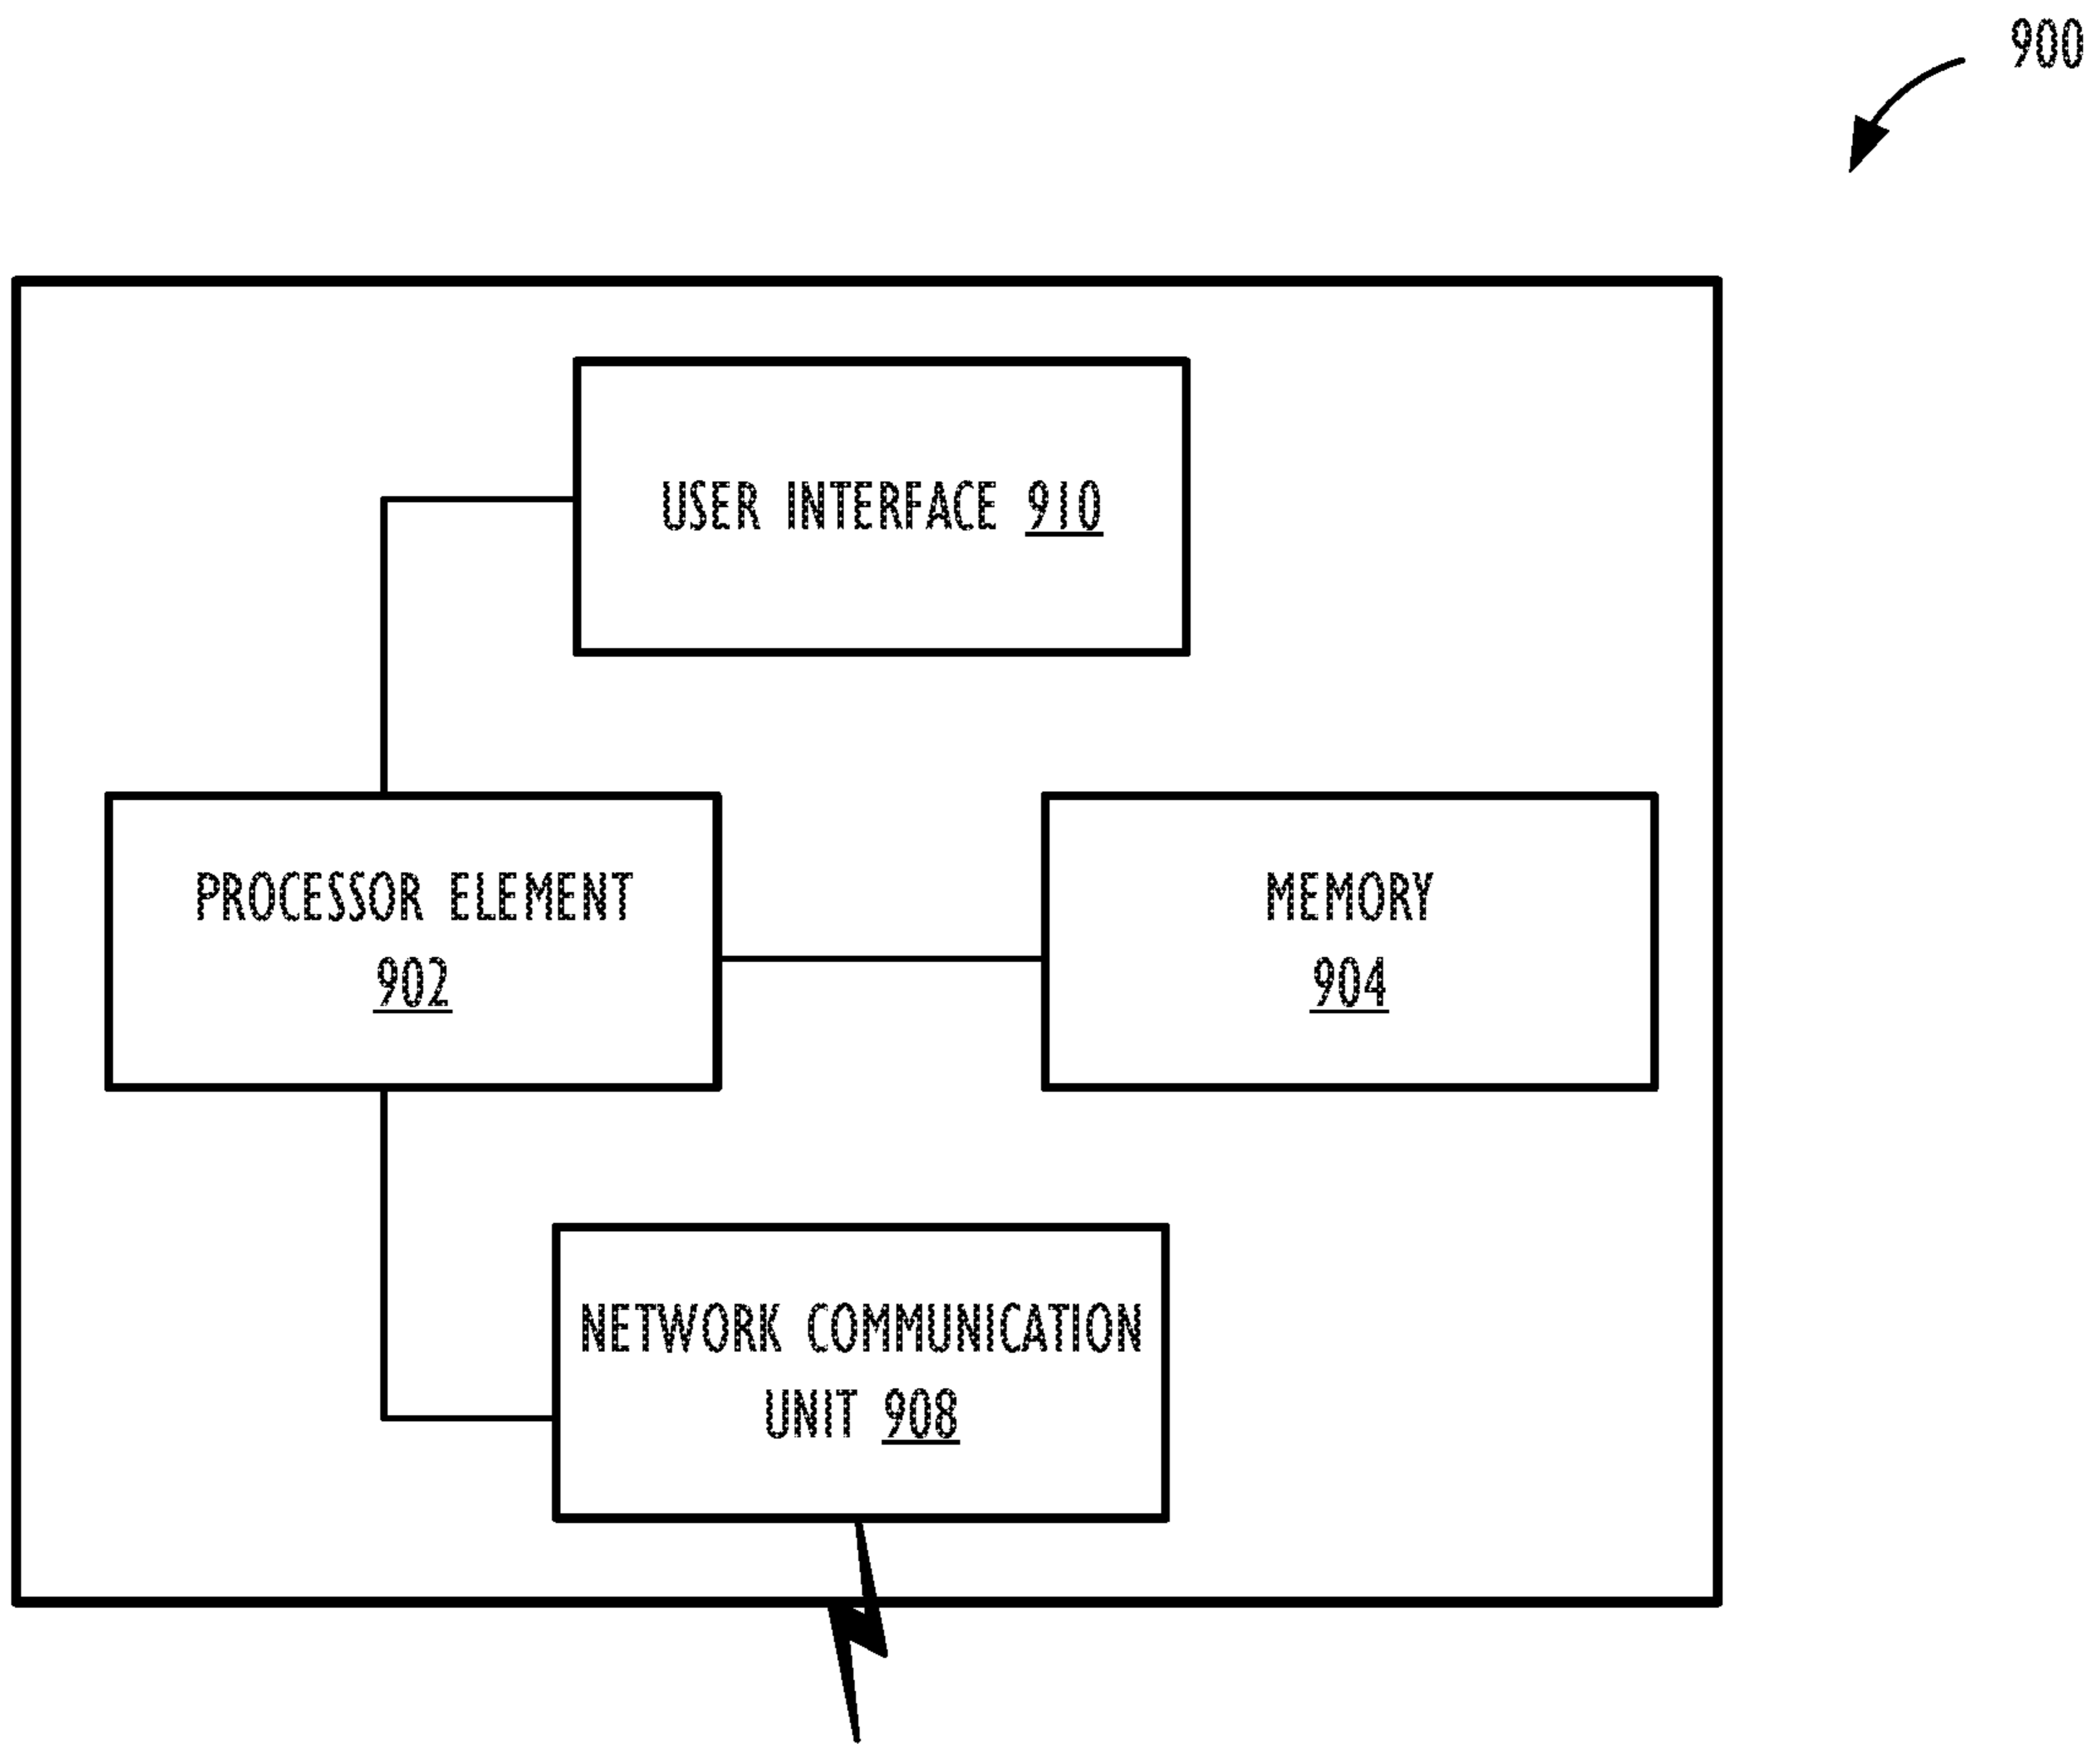 900
USER INTERFACE 910
PROCESSOR ELEMENT
902
MEMORY
904
NETWORK COMMUNICATION
UNIT 908